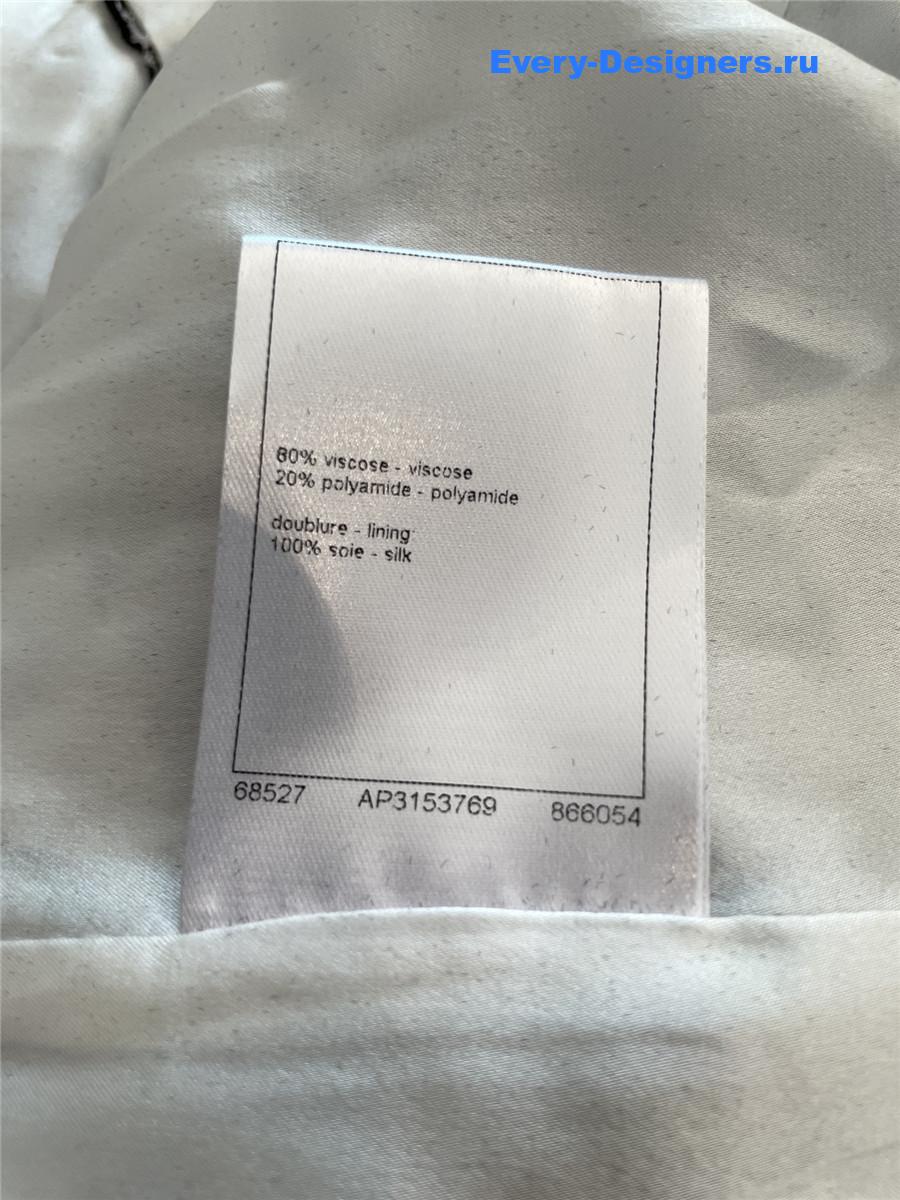 Every-Designers.ru
80% viscose - viscose
20% polyamide - polyamide
doublure - lining
100% soie - silk
68527 AP3153769 866054